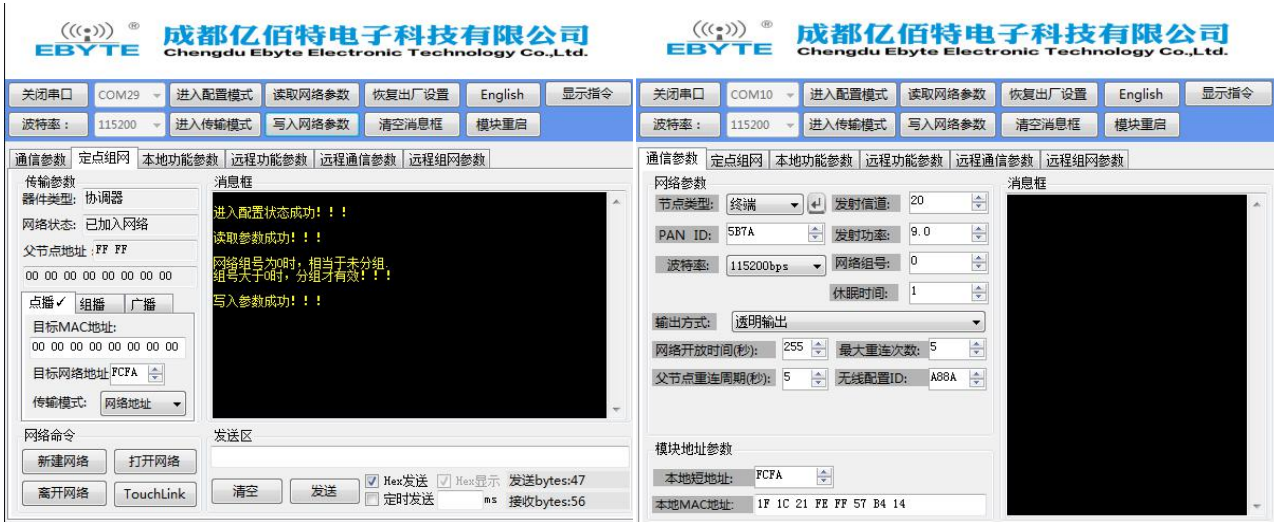 EBYTE ® 成都亿佰特电子科技有限公司
Chengdu Ebyte Electronic Technology Co.,Ltd.
关闭串口 COM29 进入配置模式 读取网络参数 恢复出厂设置 English 显示指令
波特率： 115200 进入传输模式 写入网络参数 清空消息框 模块重启
通信参数 定点组网 本地功能参数 远程功能参数 远程通信参数 远程组网参数
传输参数
器件类型: 协调器
网络状态: 已加入网络
父节点地址: FF FF
00 00 00 00 00 00 00 00
点播✓ 组播 广播
目标MAC地址:
00 00 00 00 00 00 00 00
目标网络地址 FCFA
传输模式: 网络地址
网络命令
新建网络 打开网络
离开网络 TouchLink
消息框
进入配置状态成功！！！
读取参数成功！！！
网络组号为0时，相当于未分组，
组号大于0时，分组才有效！！！
写入参数成功！！！
发送区
清空 发送
Hex发送 Hex显示 发送bytes:47
定时发送 ms 接收bytes:56
EBYTE ® 成都亿佰特电子科技有限公司
Chengdu Ebyte Electronic Technology Co.,Ltd.
关闭串口 COM10 进入配置模式 读取网络参数 恢复出厂设置 English 显示指令
波特率： 115200 进入传输模式 写入网络参数 清空消息框 模块重启
通信参数 定点组网 本地功能参数 远程功能参数 远程通信参数 远程组网参数
网络参数
节点类型: 终端 发射信道: 20
PAN ID: 5B7A 发射功率: 9.0
波特率: 115200bps 网络组号: 0
休眠时间: 1
输出方式: 透明输出
网络开放时间(秒): 255 最大重连次数: 5
父节点重连周期(秒): 5 无线配置ID: A88A
模块地址参数
本地短地址: FCFA
本地MAC地址: 1F 1C 21 FE FF 57 B4 14
消息框